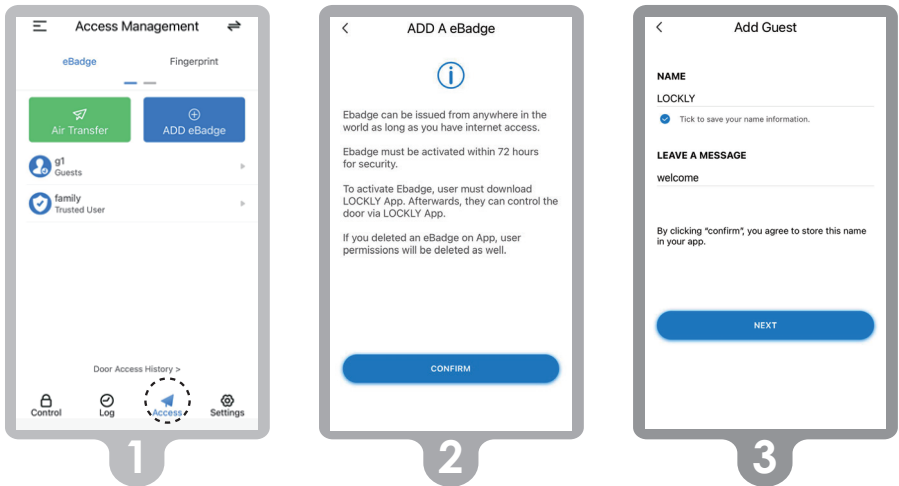 Access Management
eBadge Fingerprint
Air Transfer ADD eBadge
g1
Guests
family
Trusted User
Door Access History >
Control Log Access Settings
1
ADD A eBadge
Ebadge can be issued from anywhere in the
world as long as you have internet access.
Ebadge must be activated within 72 hours
for security.
To activate Ebadge, user must download
LOCKLY App. Afterwards, they can control the
door via LOCKLY App.
If you deleted an eBadge on App, user
permissions will be deleted as well.
CONFIRM
2
Add Guest
NAME
LOCKLY
Tick to save your name information.
LEAVE A MESSAGE
welcome
By clicking “confirm”, you agree to store this name
in your app.
NEXT
3